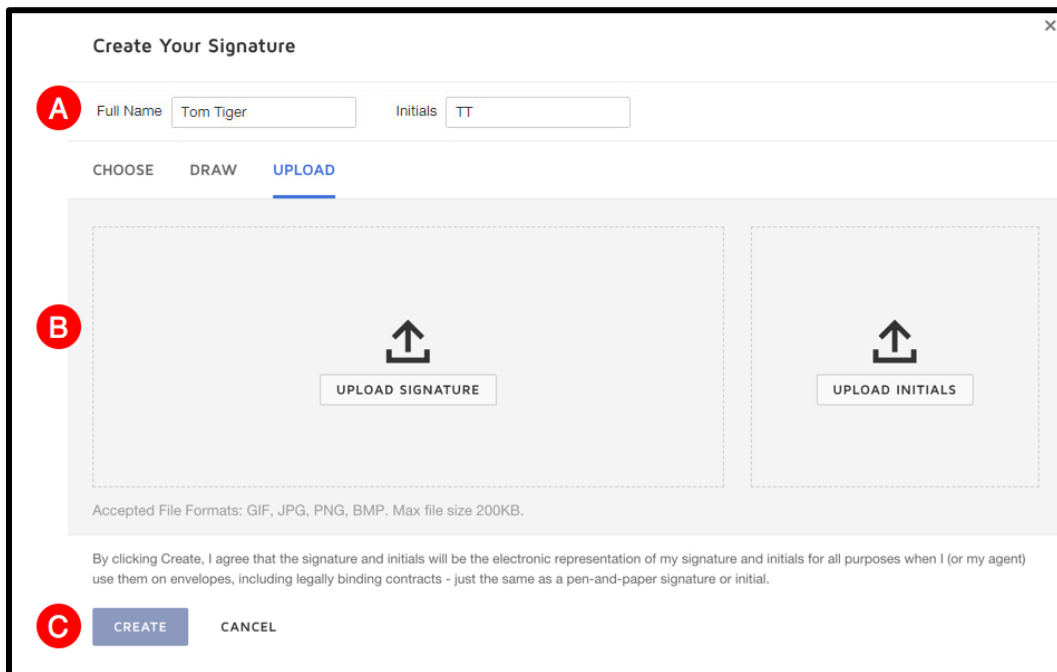 ×
Create Your Signature
A Full Name Tom Tiger Initials TT
CHOOSE DRAW UPLOAD
B
UPLOAD SIGNATURE UPLOAD INITIALS
Accepted File Formats: GIF, JPG, PNG, BMP. Max file size 200KB.
By clicking Create, I agree that the signature and initials will be the electronic representation of my signature and initials for all purposes when I (or my agent)
use them on envelopes, including legally binding contracts - just the same as a pen-and-paper signature or initial.
C CREATE CANCEL